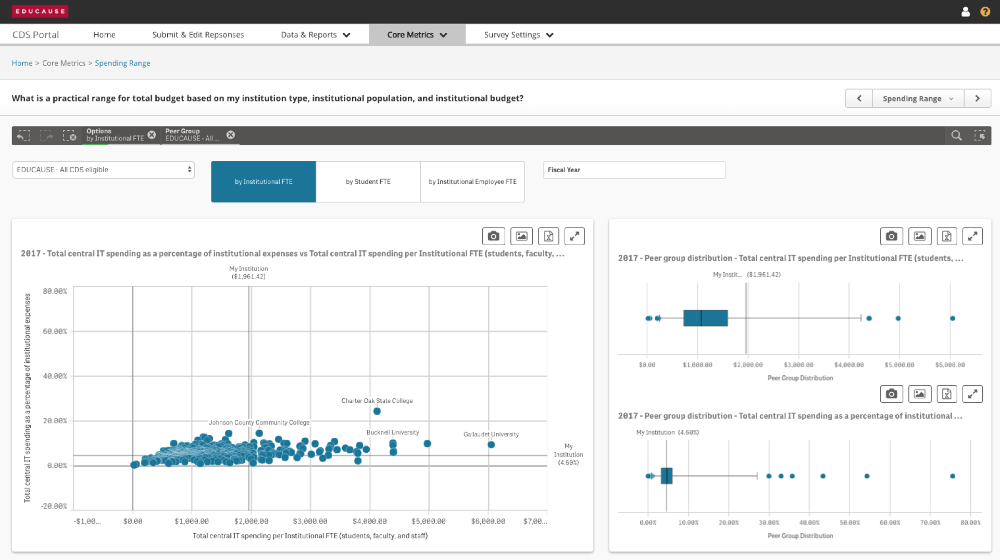 EDUCAUSE
?
CDS Portal
Home
Submit & Edit Repsonses
Data & Reports
Core Metrics
Survey Settings
Home > Core Metrics > Spending Range
What is a practical range for total budget based on my institution type, institutional population, and institutional budget?
Spending Range
Options
by Institutional FTE
Peer Group
EDUCAUSE - All ...
EDUCAUSE - All CDS eligible
by Institutional FTE
by Student FTE
by Institutional Employee FTE
Fiscal Year
2017 - Total central IT spending as a percentage of institutional expenses vs Total central IT spending per Institutional FTE (students, faculty, ...
My Institution
($1,961.42)
Total central IT spending as a percentage of institutional expenses
80.00%
60.00%
40.00%
20.00%
0.00%
-20.00%
Charter Oak State College
Johnson County Community College
Bucknell University
Gallaudet University
My
Institution
(4.60%)
-$1,00...
$0.00
$1,000.00
$2,000.00
$3,000.00
$4,000.00
$5,000.00
$6,000.00
$7,00...
Total central IT spending per Institutional FTE (students, faculty, and staff)
2017 - Peer group distribution - Total central IT spending per Institutional FTE (students, ...
My Instit... ($1,961.42)
$0.00
$1,000.00
$2,000.00
$3,000.00
$4,000.00
$5,000.00
$6,000.00
Peer Group Distribution
2017 - Peer group distribution - Total central IT spending as a percentage of institutional ...
My Institution (4.60%)
0.00%
10.00%
20.00%
30.00%
40.00%
50.00%
60.00%
70.00%
80.00%
Peer Group Distribution